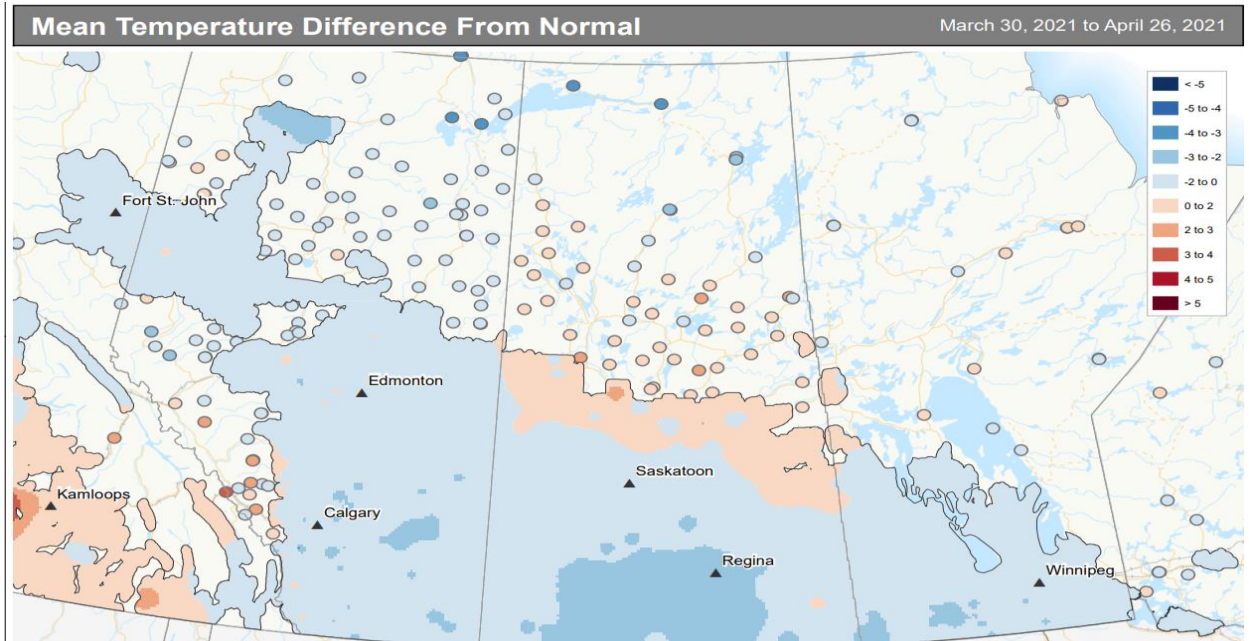 Mean Temperature Difference From Normal
March 30, 2021 to April 26, 2021
< -5
-5 to -4
-4 to -3
-3 to -2
-2 to 0
0 to 2
2 to 3
3 to 4
4 to 5
> 5
Fort St. John
Edmonton
Saskatoon
Kamloops
Calgary
Regina
Winnipeg